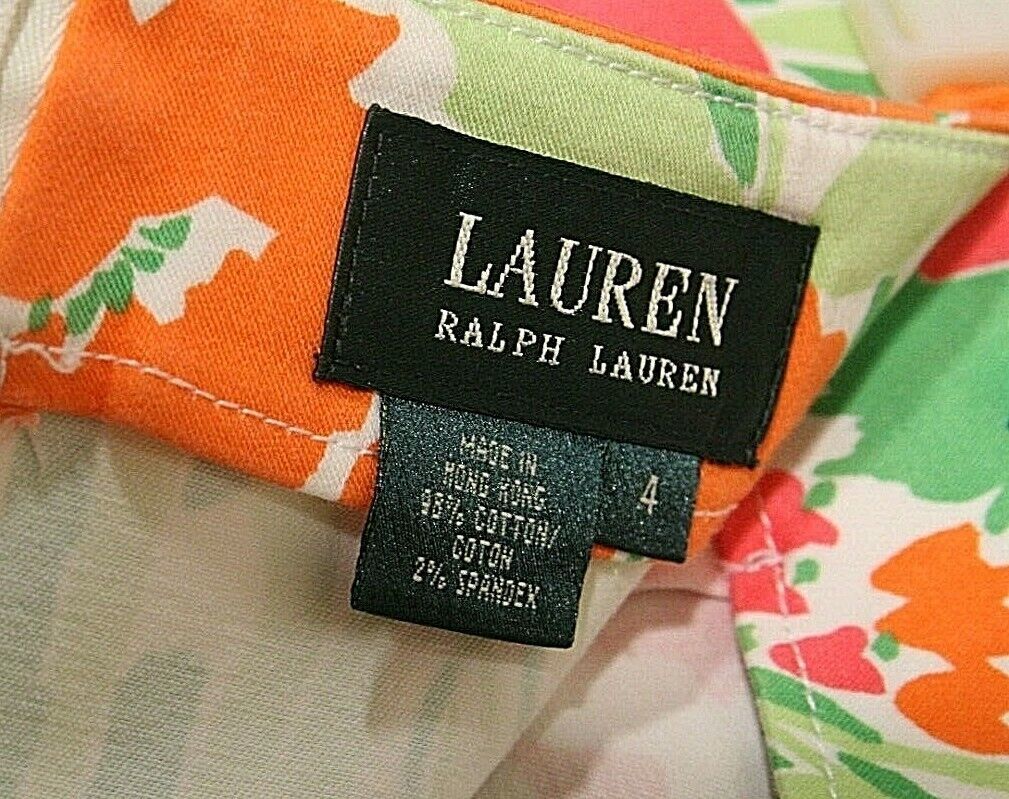 LAUREN
RALPH LAUREN
MADE IN
HONG KONG
98% COTTON/
COTON
2% SPANDEX
4